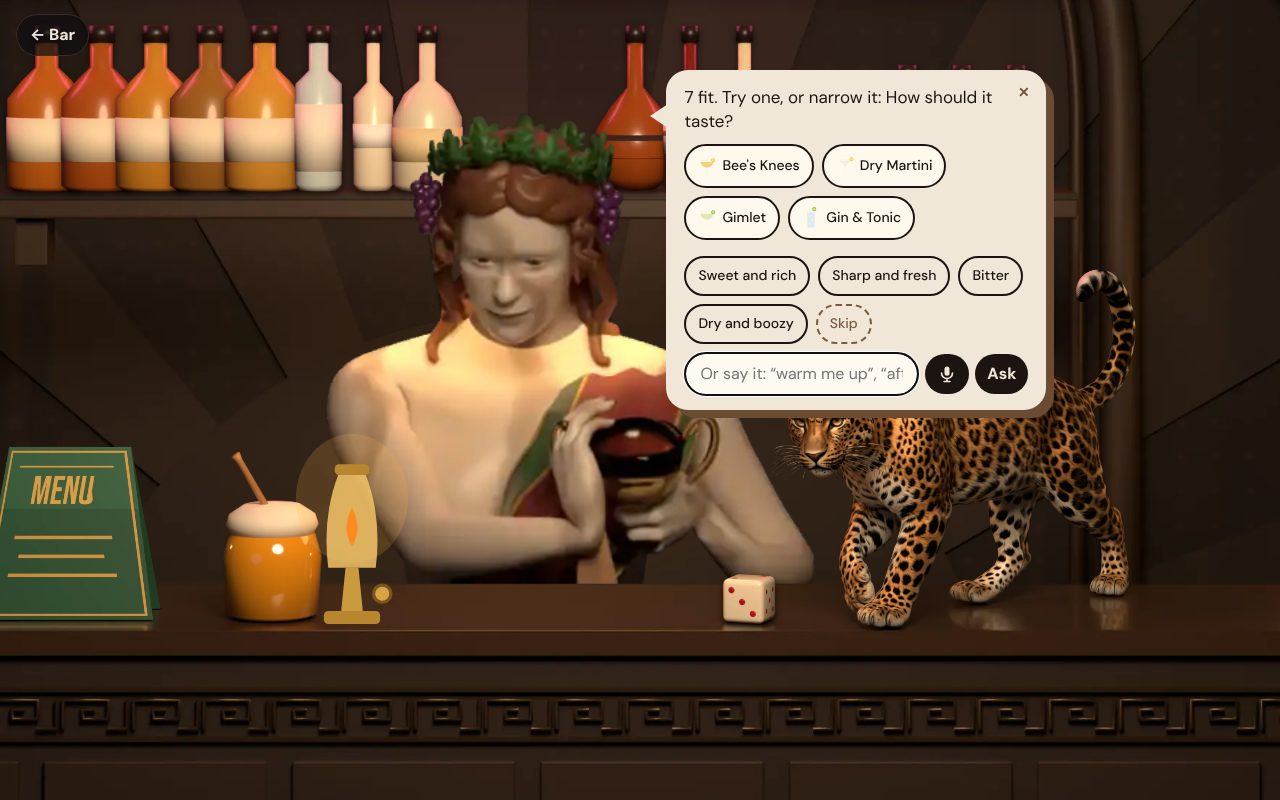 ← Bar
7 fit. Try one, or narrow it: How should it
taste?
×
Bee's Knees
Dry Martini
Gimlet
Gin & Tonic
Sweet and rich
Sharp and fresh
Bitter
Dry and boozy
Skip
Or say it: “warm me up”, “af
Ask
MENU